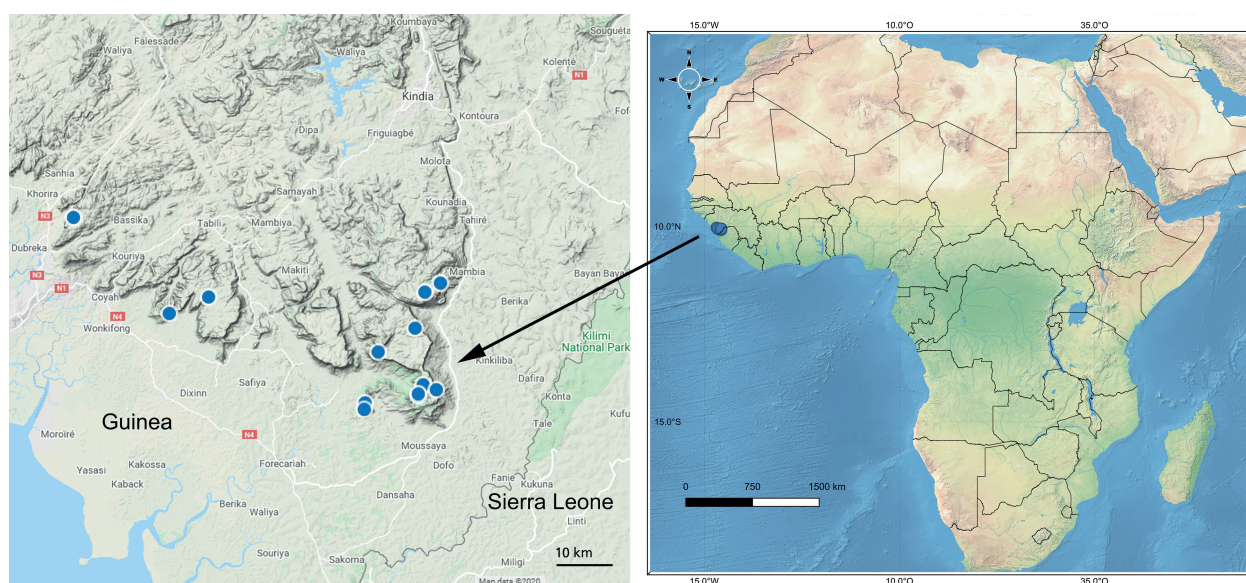 Koumbaya
Souguéta
Falessade
Waliya
Waliya
Kolenté
N1
Kindia
Kontoura
Dipa
Friguiagbé
Molota
Sanhia
Khorira
Samayah
Kounadia
N3
Bassika
Tabili
Mambiya
Tahiré
Dubreka
Kouriya
Makiti
Mambia
Bayan Bayan
N3
N1
Coyah
Berika
N4
Wonkifong
Kilimi
National Park
Kinkiliba
Safiya
Dafira
Dixinn
Konta
Guinea
Kufu
Tale
Moroiré
N4
Moussaya
Kakossa
Forecariah
Dofo
Yasasi
Kaback
Fanie
Kukuna
Dansaha
Berika
Waliya
Sierra Leone
Linti
Souriya
Sakoma
10 km
Miligi
Map data ©2020
15.0°W
10.0°O
35.0°O
N
W
E
S
10.0°N
15.0°S
0
750
1500 km
15.0°W
10.0°O
35.0°O